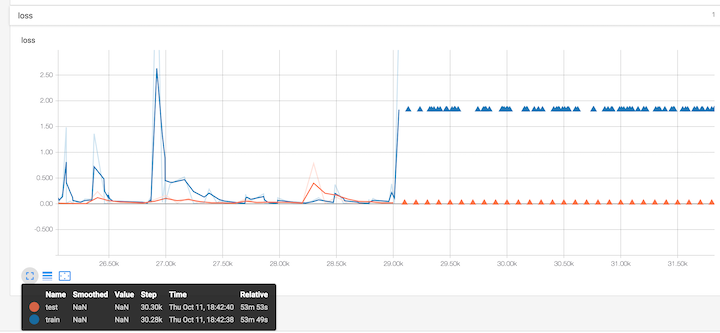 loss
1
loss
2.50
2.00
1.50
1.00
0.500
0.00
-0.500
26.50k 27.00k 27.50k 28.00k 28.50k 29.00k 29.50k 30.00k 30.50k 31.00k 31.50k
Name Smoothed Value Step Time Relative
test NaN NaN 30.30k Thu Oct 11, 18:42:40 53m 53s
train NaN NaN 30.28k Thu Oct 11, 18:42:38 53m 49s